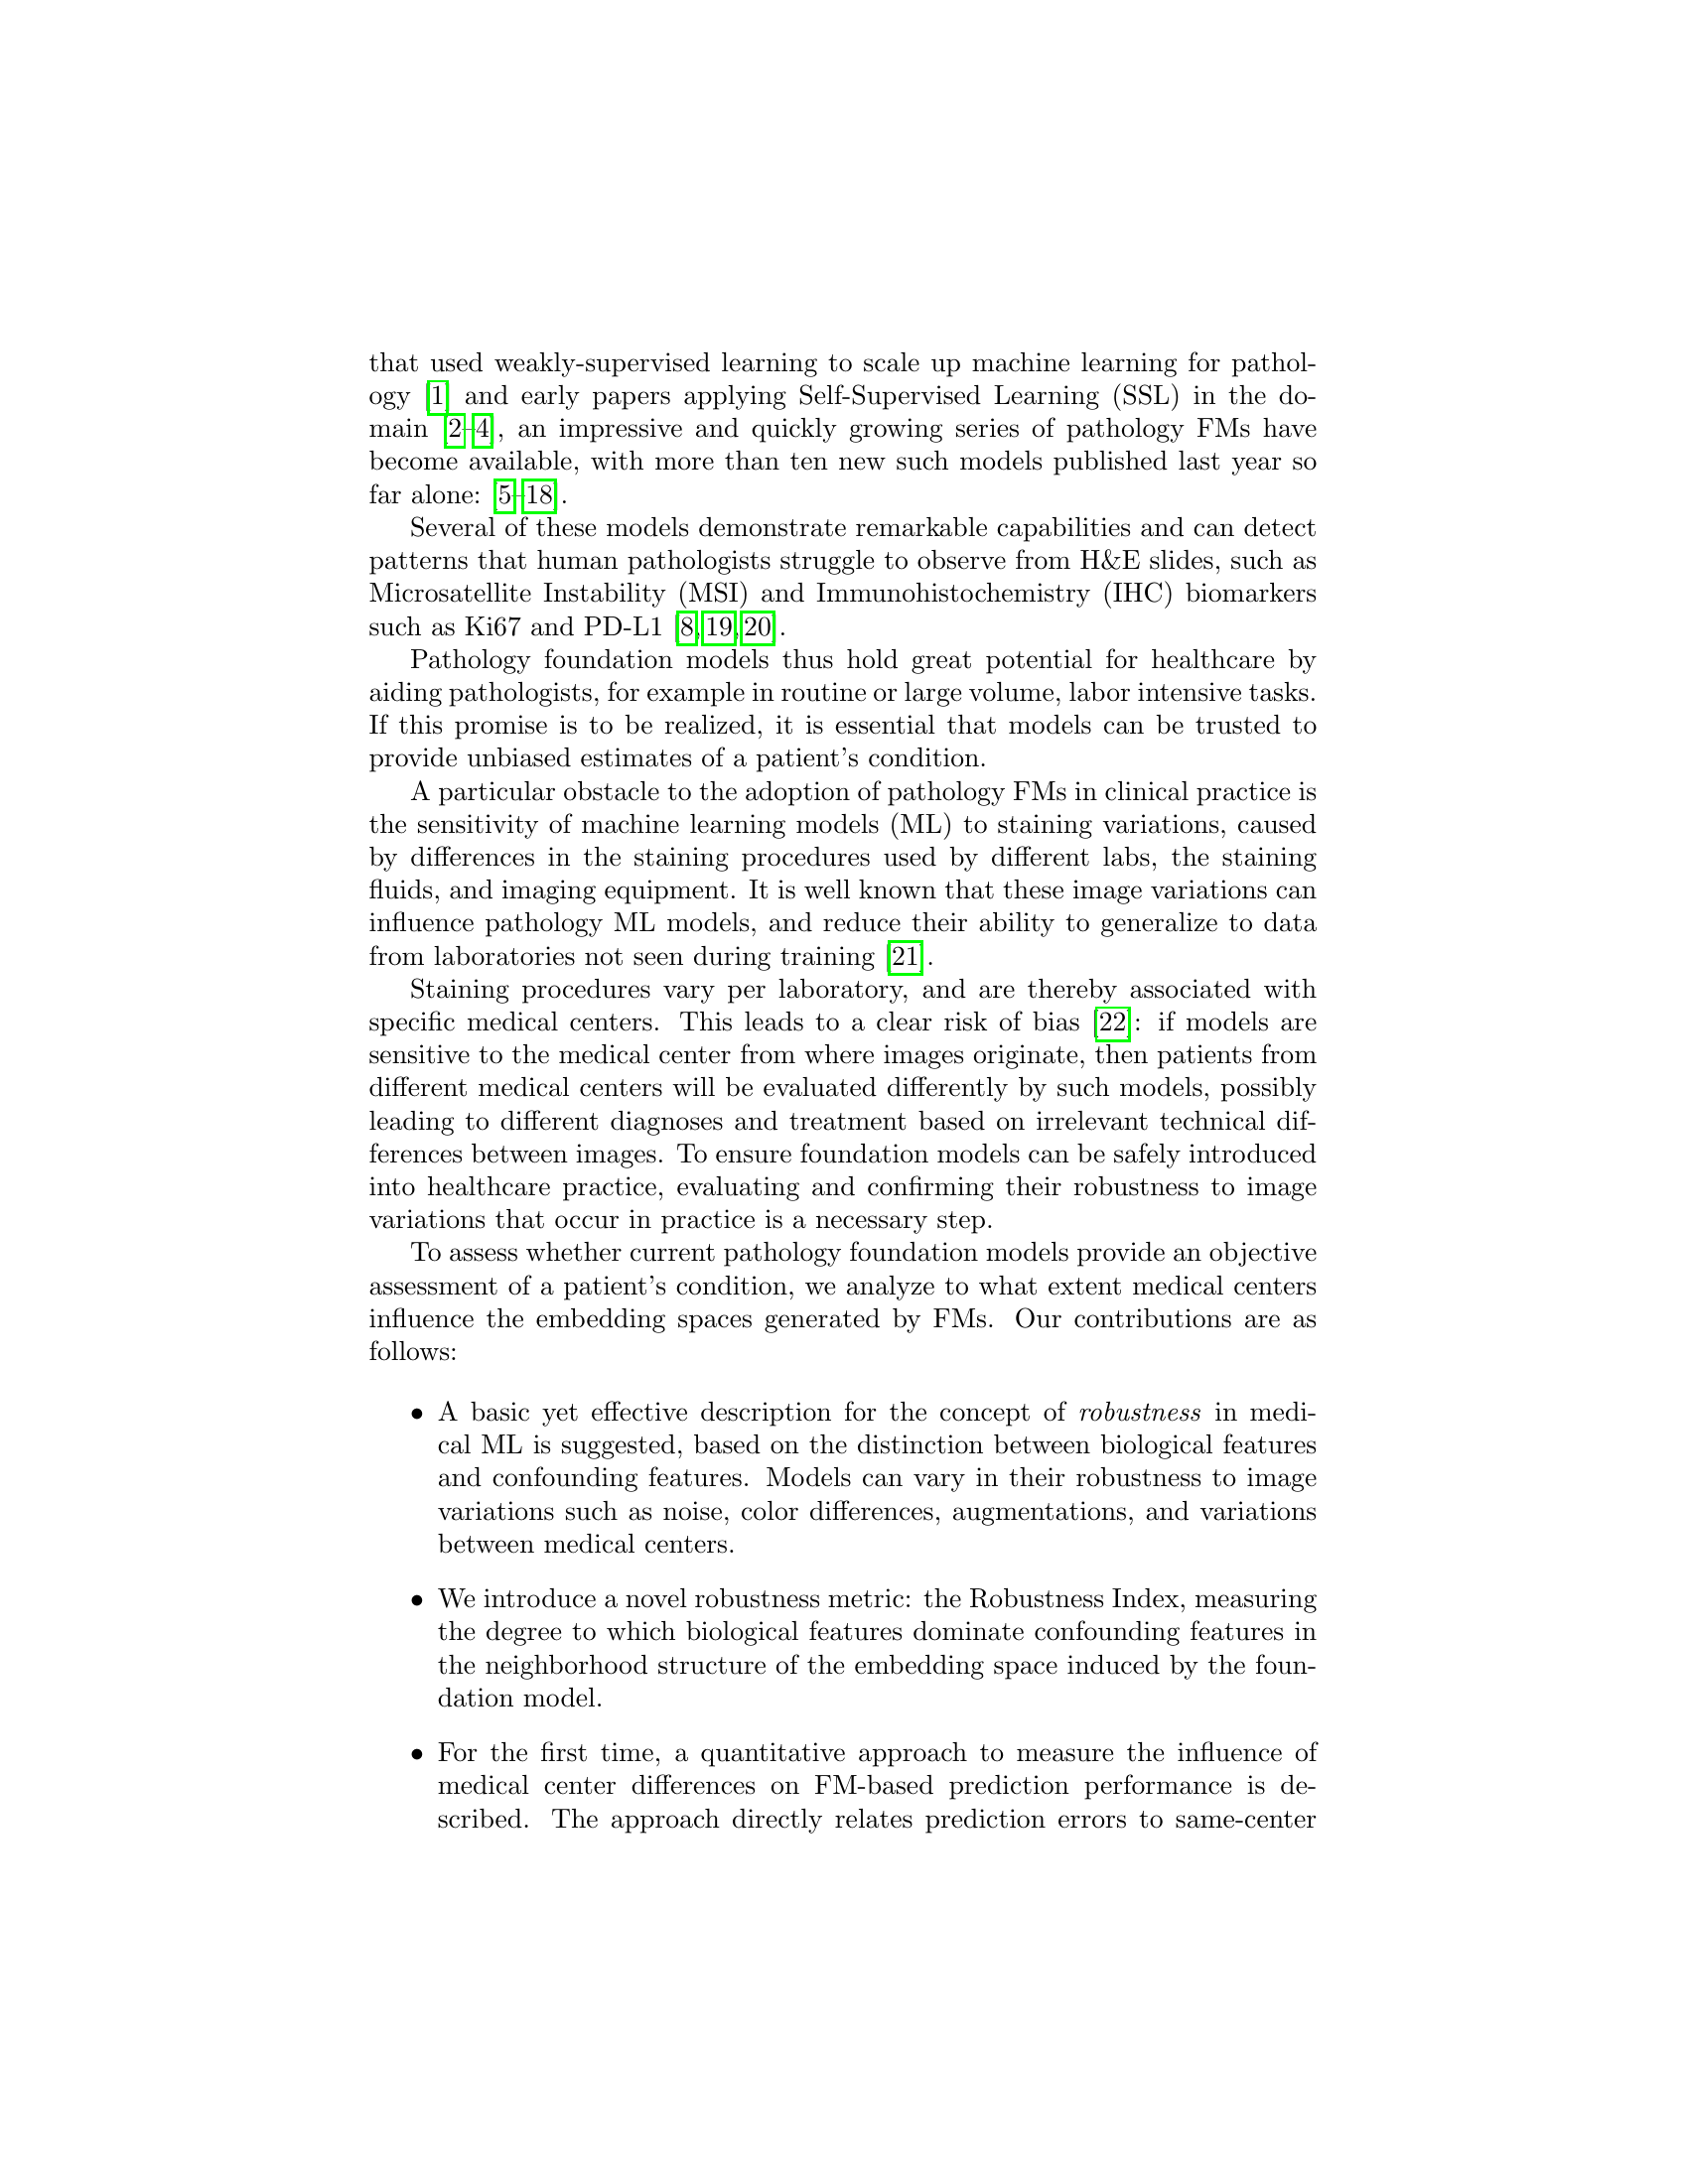 that used weakly-supervised learning to scale up machine learning for pathol-
ogy [1] and early papers applying Self-Supervised Learning (SSL) in the do-
main [2–4], an impressive and quickly growing series of pathology FMs have
become available, with more than ten new such models published last year so
far alone: [5–18].
Several of these models demonstrate remarkable capabilities and can detect
patterns that human pathologists struggle to observe from H&E slides, such as
Microsatellite Instability (MSI) and Immunohistochemistry (IHC) biomarkers
such as Ki67 and PD-L1 [8,19,20].
Pathology foundation models thus hold great potential for healthcare by
aiding pathologists, for example in routine or large volume, labor intensive tasks.
If this promise is to be realized, it is essential that models can be trusted to
provide unbiased estimates of a patient's condition.
A particular obstacle to the adoption of pathology FMs in clinical practice is
the sensitivity of machine learning models (ML) to staining variations, caused
by differences in the staining procedures used by different labs, the staining
fluids, and imaging equipment. It is well known that these image variations can
influence pathology ML models, and reduce their ability to generalize to data
from laboratories not seen during training [21].
Staining procedures vary per laboratory, and are thereby associated with
specific medical centers. This leads to a clear risk of bias [22]: if models are
sensitive to the medical center from where images originate, then patients from
different medical centers will be evaluated differently by such models, possibly
leading to different diagnoses and treatment based on irrelevant technical dif-
ferences between images. To ensure foundation models can be safely introduced
into healthcare practice, evaluating and confirming their robustness to image
variations that occur in practice is a necessary step.
To assess whether current pathology foundation models provide an objective
assessment of a patient's condition, we analyze to what extent medical centers
influence the embedding spaces generated by FMs. Our contributions are as
follows:
• A basic yet effective description for the concept of robustness in medi-
cal ML is suggested, based on the distinction between biological features
and confounding features. Models can vary in their robustness to image
variations such as noise, color differences, augmentations, and variations
between medical centers.
• We introduce a novel robustness metric: the Robustness Index, measuring
the degree to which biological features dominate confounding features in
the neighborhood structure of the embedding space induced by the foun-
dation model.
• For the first time, a quantitative approach to measure the influence of
medical center differences on FM-based prediction performance is de-
scribed. The approach directly relates prediction errors to same-center